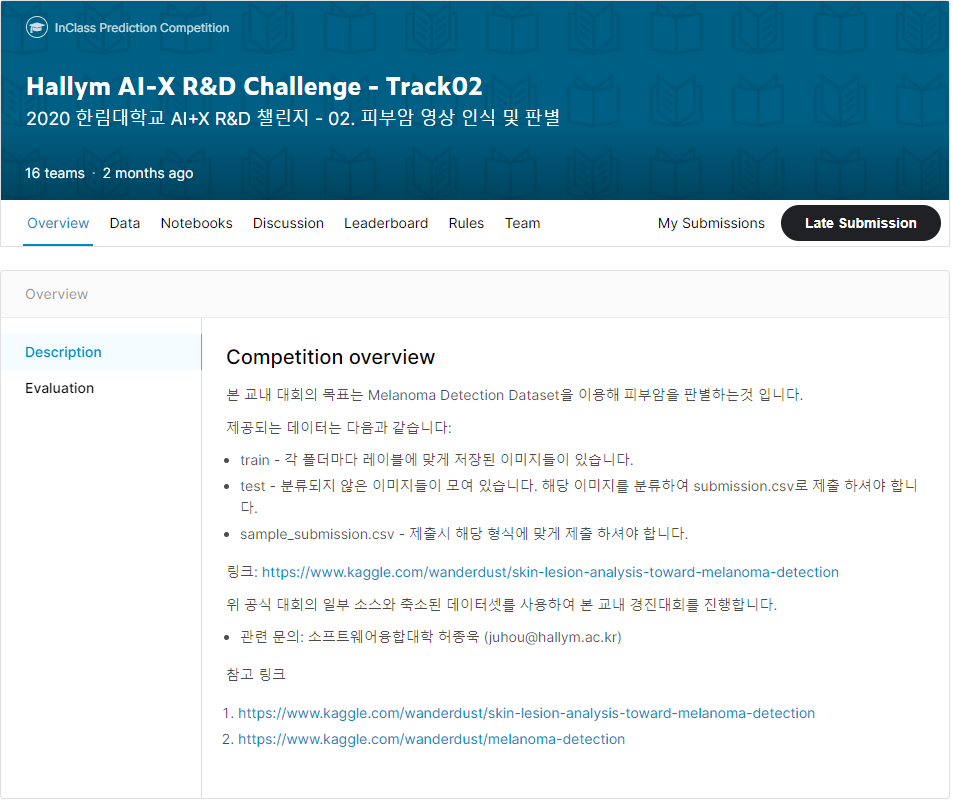 InClass Prediction Competition
Hallym AI-X R&D Challenge - Track02
2020 한림대학교 AI+X R&D 챌린지 - 02. 피부암 영상 인식 및 판별
16 teams · 2 months ago
Overview Data Notebooks Discussion Leaderboard Rules Team My Submissions Late Submission
Overview
Description
Evaluation
Competition overview
본 교내 대회의 목표는 Melanoma Detection Dataset을 이용해 피부암을 판별하는것 입니다.
제공되는 데이터는 다음과 같습니다:
• train - 각 폴더마다 레이블에 맞게 저장된 이미지들이 있습니다.
• test - 분류되지 않은 이미지들이 모여 있습니다. 해당 이미지를 분류하여 submission.csv로 제출 하셔야 합니
다.
• sample_submission.csv - 제출시 해당 형식에 맞게 제출 하셔야 합니다.
링크: https://www.kaggle.com/wanderdust/skin-lesion-analysis-toward-melanoma-detection
위 공식 대회의 일부 소스와 축소된 데이터셋를 사용하여 본 교내 경진대회를 진행합니다.
• 관련 문의: 소프트웨어융합대학 허종욱 (juhou@hallym.ac.kr)
참고 링크
1. https://www.kaggle.com/wanderdust/skin-lesion-analysis-toward-melanoma-detection
2. https://www.kaggle.com/wanderdust/melanoma-detection